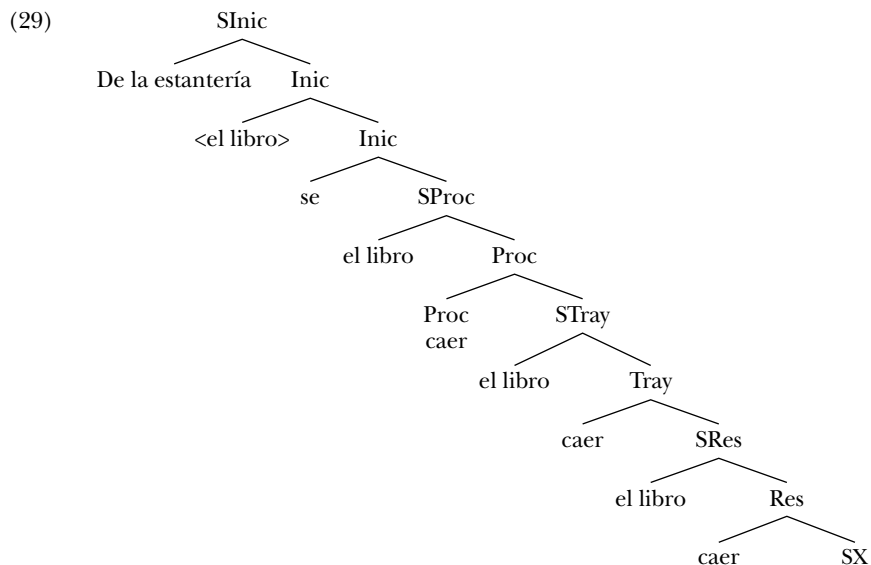 (29) SInic
De la estantería Inic
<el libro> Inic
se SProc
el libro Proc
Proc STray
caer
el libro Tray
caer SRes
el libro Res
caer SX